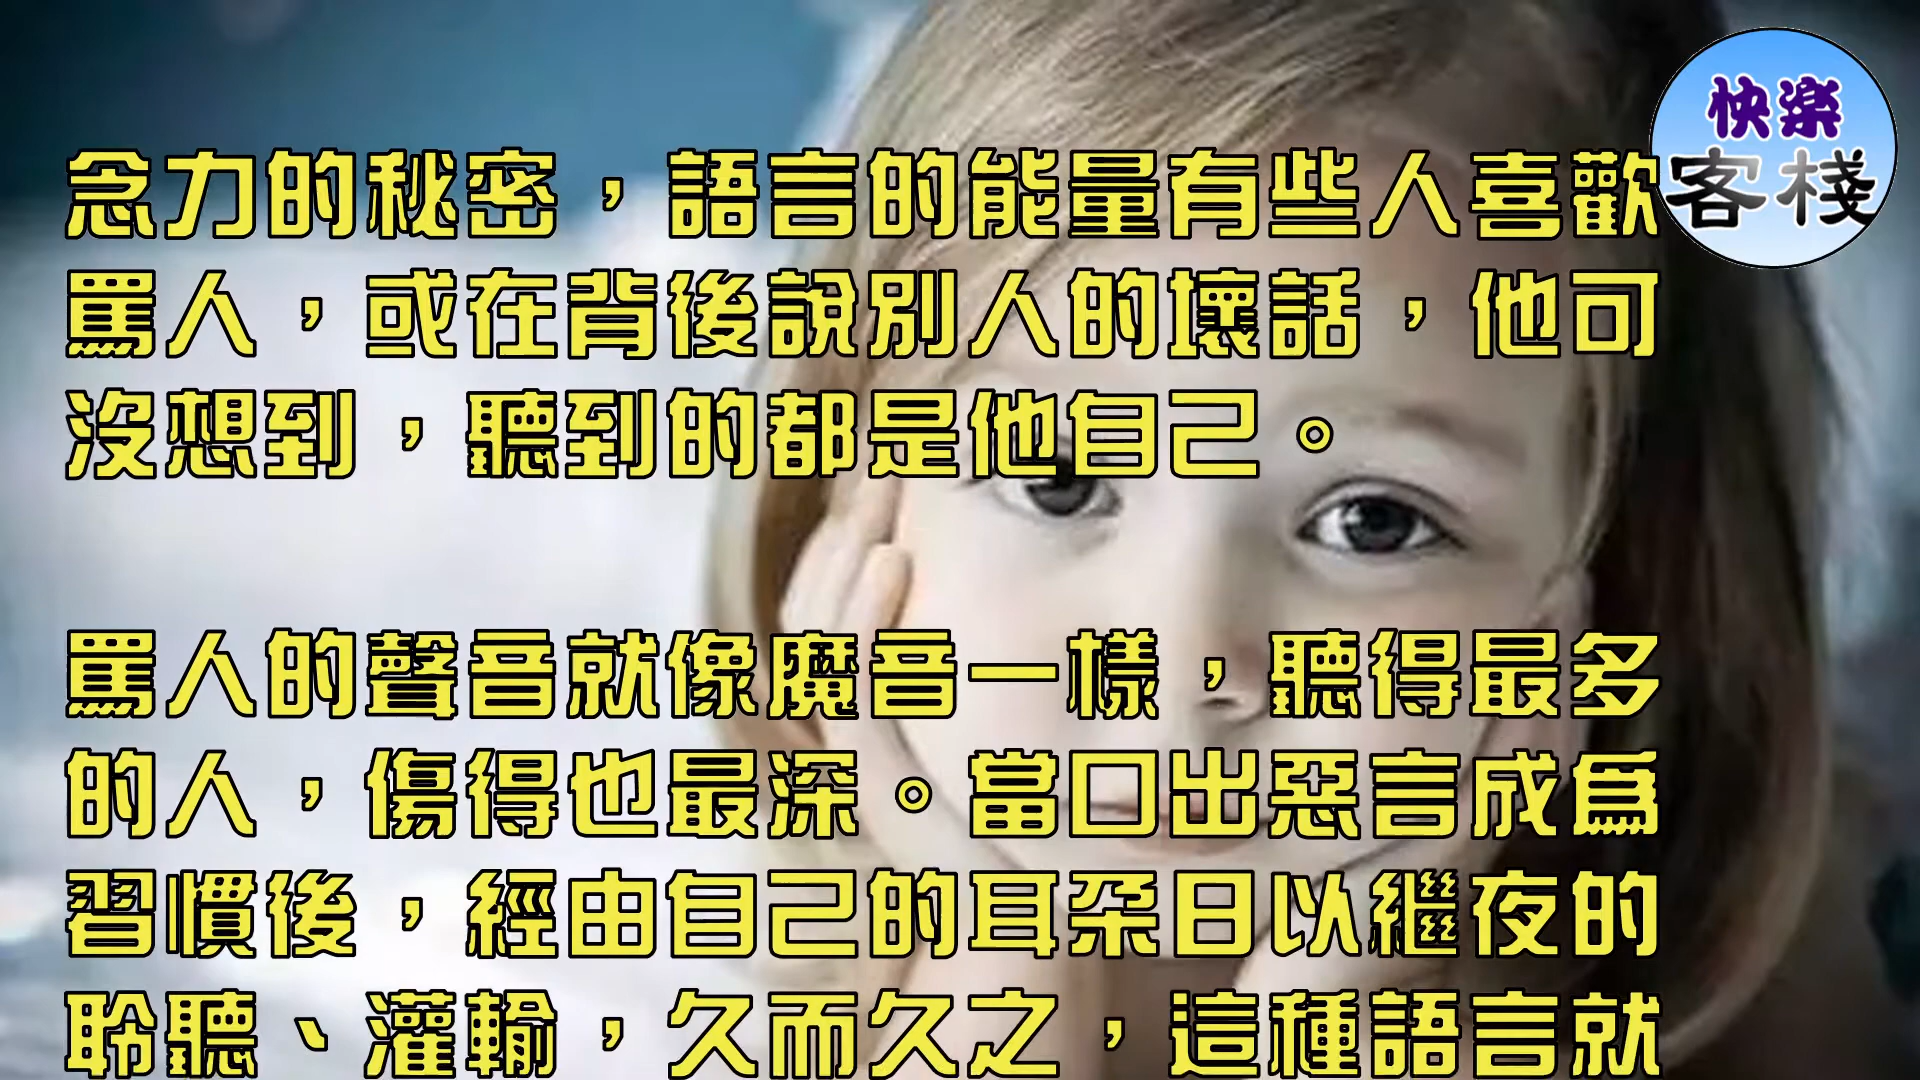 快樂
客棧
念力的秘密，語言的能量有些人喜歡
罵人，或在背後說別人的壞話，他可
沒想到，聽到的都是他自己。
罵人的聲音就像魔音一樣，聽得最多
的人，傷得也最深。當口出惡言成為
習慣後，經由自己的耳朵日以繼夜的
聆聽、灌輸，久而久之，這種語言就